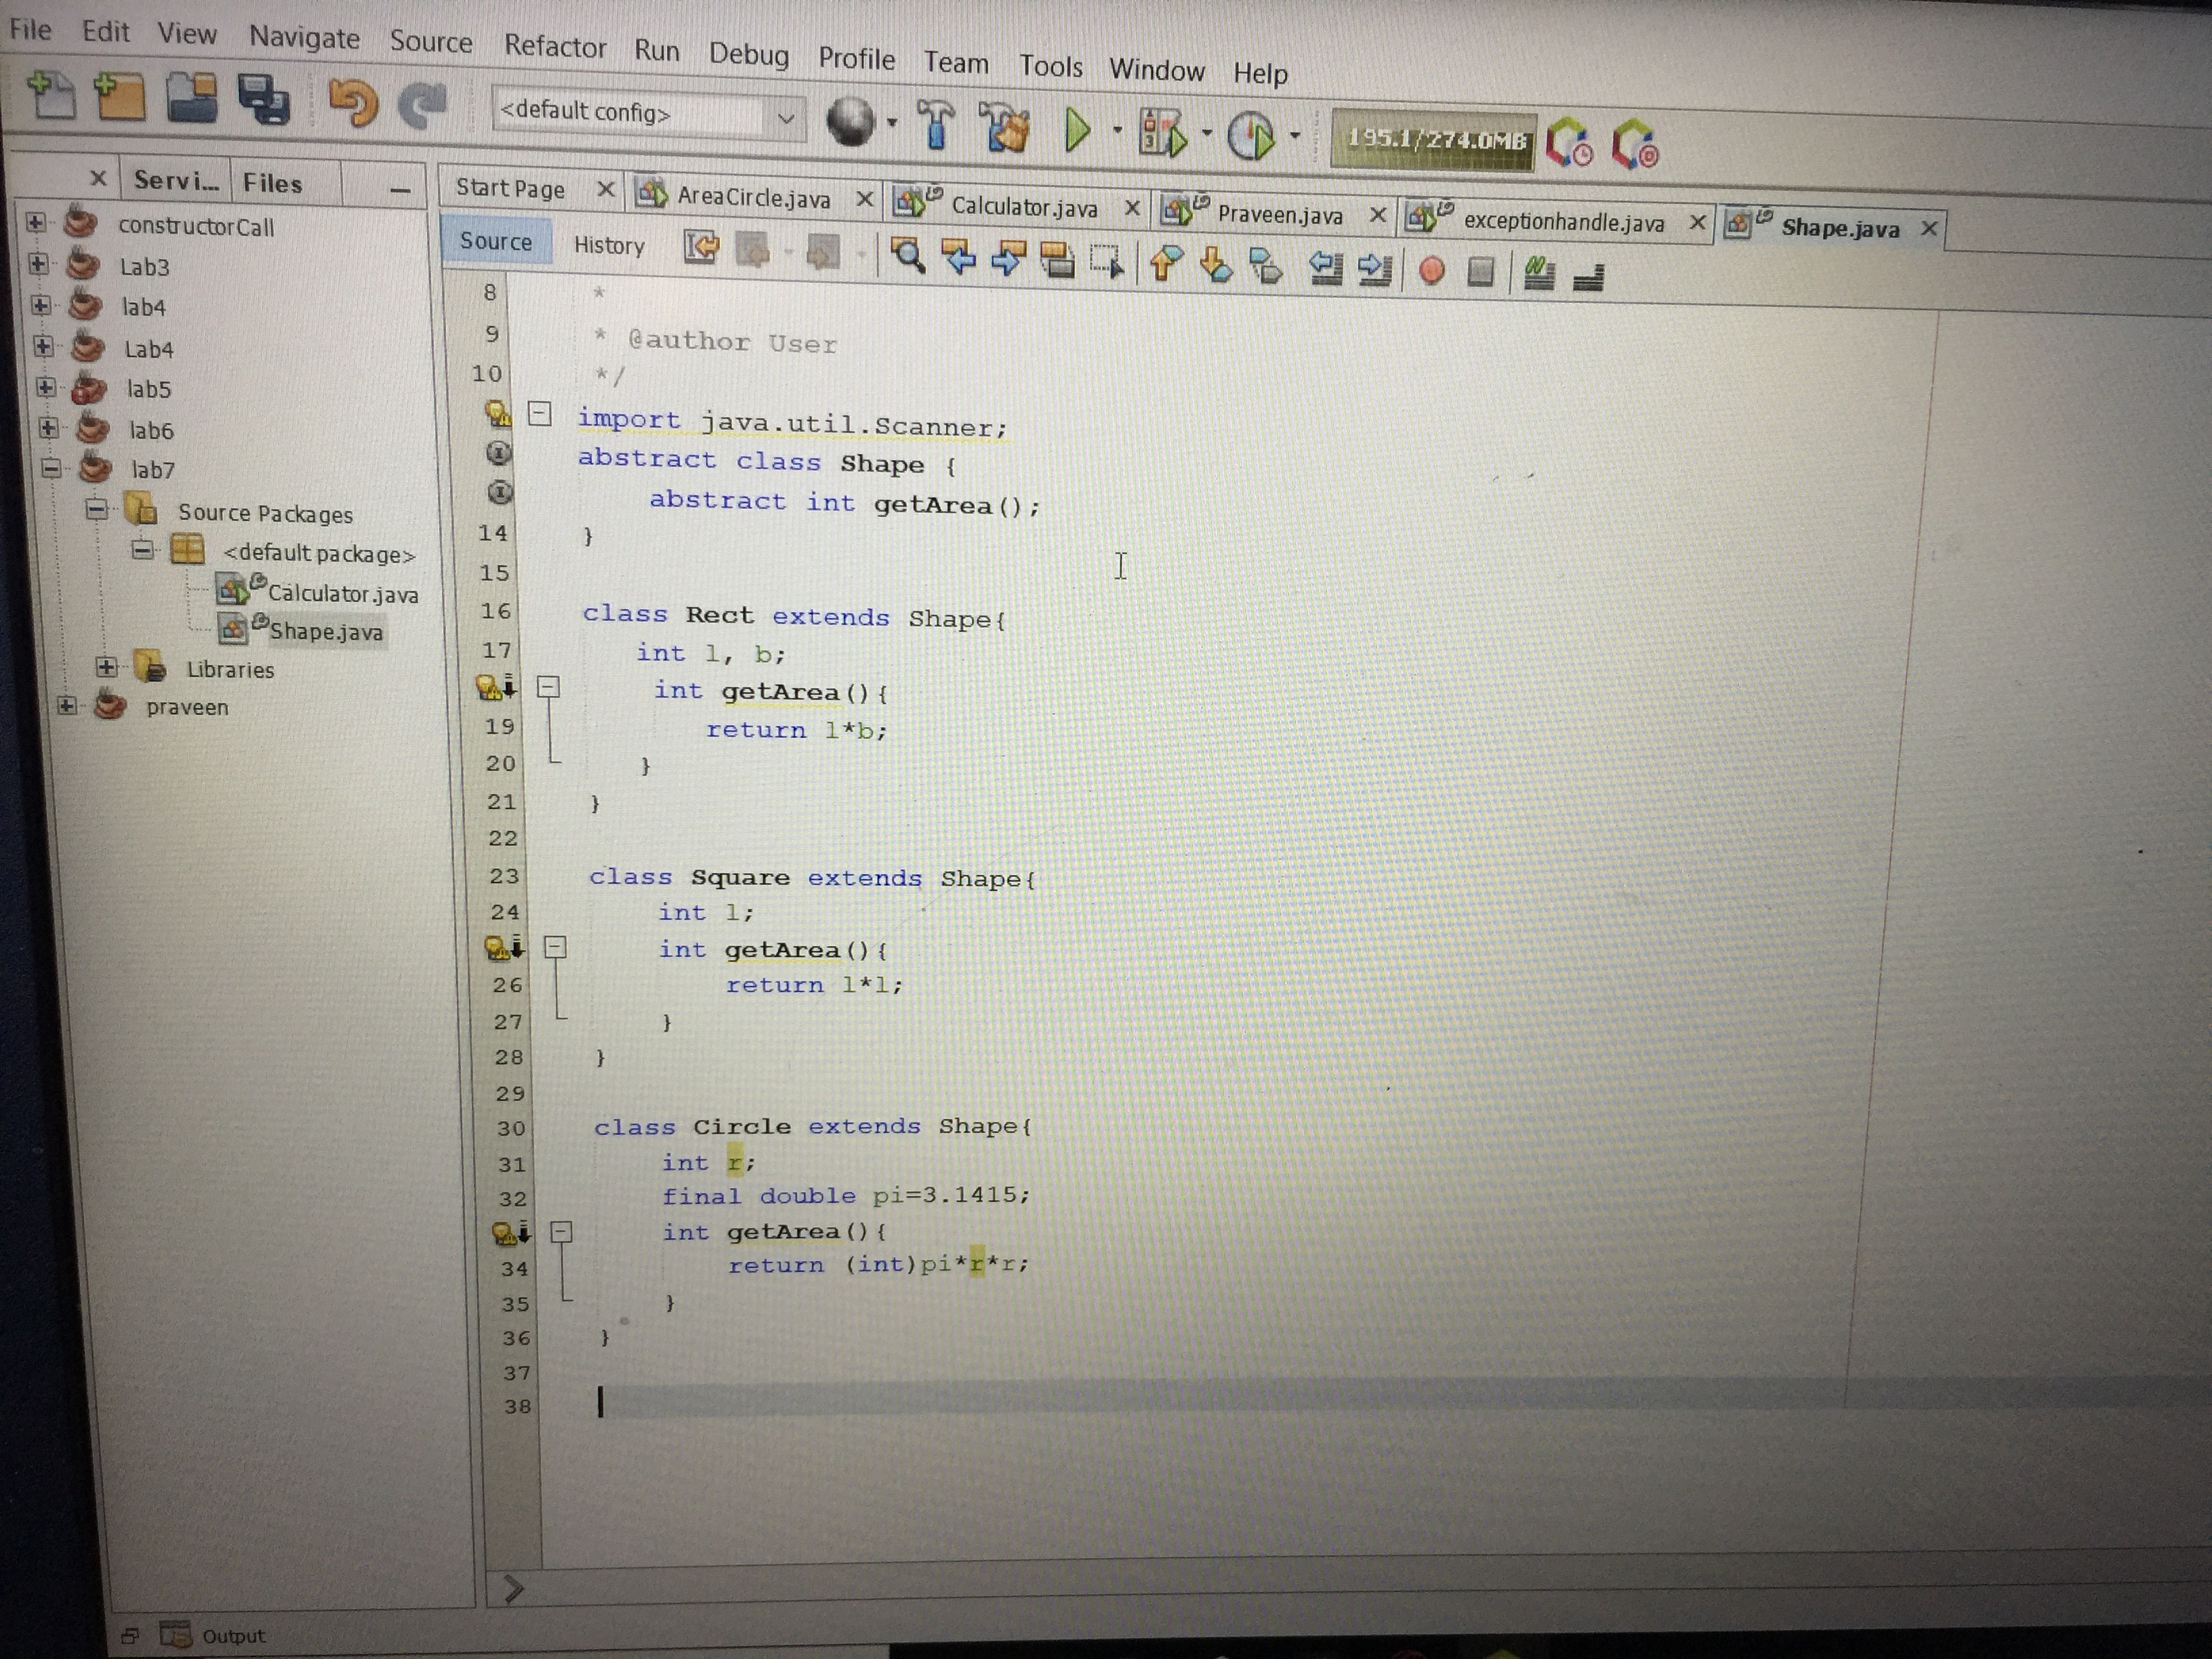 File Edit View Navigate Source Refactor Run Debug Profile Team Tools Window Help
<default config>
195.1/274.0MB
Servi... Files
constructorCall
Lab3
lab4
Lab4
lab5
lab6
lab7
Source Packages
<default package>
Calculator.java
Shape.java
Libraries
praveen
Start Page AreaCircle.java Calculator.java Praveen.java exceptionhandle.java Shape.java
Source History
8 *
9 * @author User
10 */
import java.util.Scanner;
abstract class Shape {
abstract int getArea();
14 }
15
16 class Rect extends Shape{
17 int l, b;
int getArea(){
19 return l*b;
20 }
21 }
22
23 class Square extends Shape{
24 int l;
int getArea(){
26 return l*l;
27 }
28 }
29
30 class Circle extends Shape{
31 int r;
32 final double pi=3.1415;
int getArea(){
34 return (int)pi*r*r;
35 }
36 }
37
38
Output